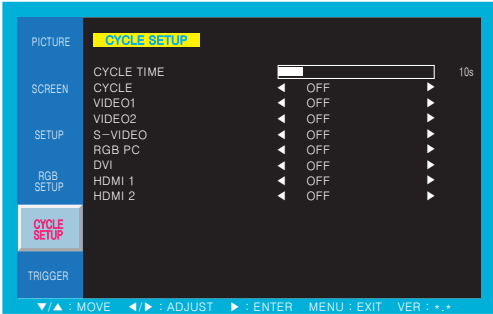 PICTURE
SCREEN
SETUP
RGB
SETUP
CYCLE
SETUP
TRIGGER
CYCLE SETUP
CYCLE TIME 10s
CYCLE ◀ OFF ▶
VIDEO1 ◀ OFF ▶
VIDEO2 ◀ OFF ▶
S-VIDEO ◀ OFF ▶
RGB PC ◀ OFF ▶
DVI ◀ OFF ▶
HDMI 1 ◀ OFF ▶
HDMI 2 ◀ OFF ▶
▼/▲ : MOVE ◀/▶ : ADJUST ▶ : ENTER MENU : EXIT VER : *.*